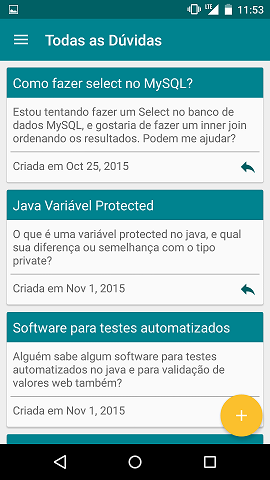 LTE 11:53
Todas as Dúvidas
Como fazer select no MySQL?
Estou tentando fazer um Select no banco de
dados MySQL, e gostaria de fazer um inner join
ordenando os resultados. Podem me ajudar?
Criada em Oct 25, 2015
Java Variável Protected
O que é uma variável protected no java, e qual
sua diferença ou semelhança com o tipo
private?
Criada em Nov 1, 2015
Software para testes automatizados
Alguém sabe algum software para testes
automatizados no java e para validação de
valores web também?
Criada em Nov 1, 2015
+